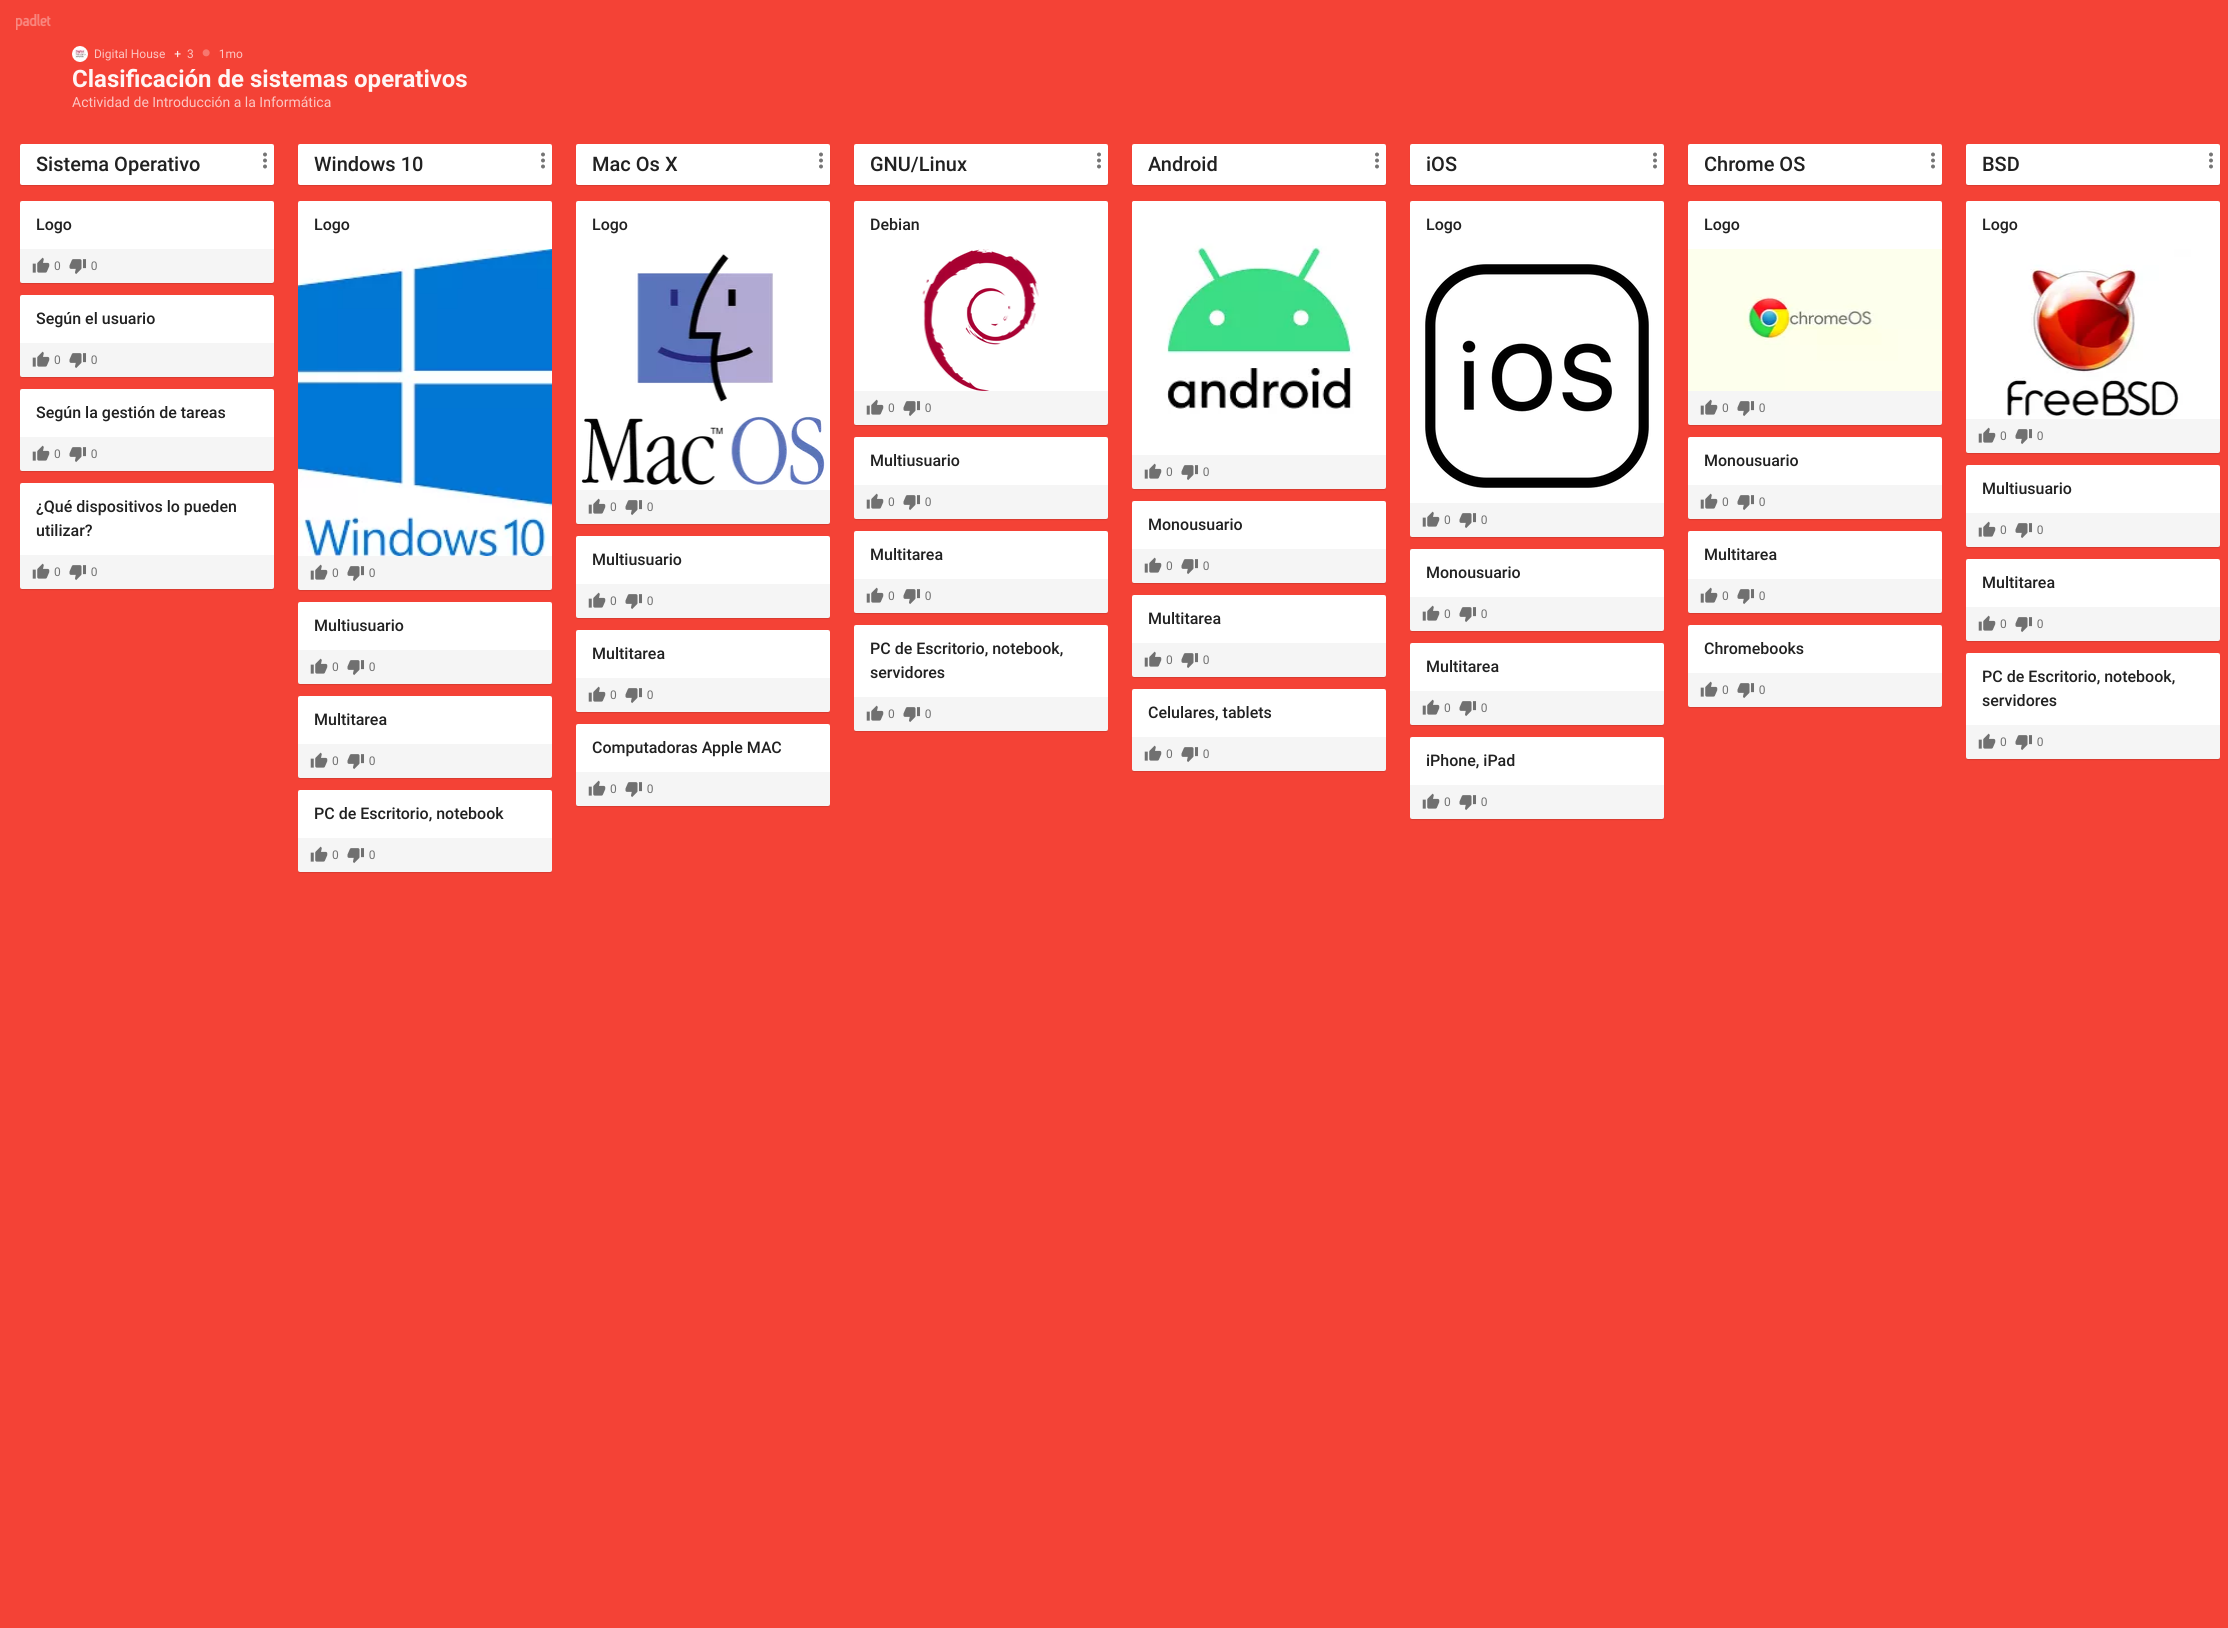 padlet
Digital House + 3 1mo
Clasificación de sistemas operativos
Actividad de Introducción a la Informática
Sistema Operativo
Logo
0 0
Según el usuario
0 0
Según la gestión de tareas
0 0
¿Qué dispositivos lo pueden
utilizar?
0 0
Windows 10
Logo
Windows 10
0 0
Multiusuario
0 0
Multitarea
0 0
PC de Escritorio, notebook
0 0
Mac Os X
Logo
Mac™ OS
0 0
Multiusuario
0 0
Multitarea
0 0
Computadoras Apple MAC
0 0
GNU/Linux
Debian
0 0
Multiusuario
0 0
Multitarea
0 0
PC de Escritorio, notebook,
servidores
0 0
Android
android
0 0
Monousuario
0 0
Multitarea
0 0
Celulares, tablets
0 0
iOS
Logo
iOS
0 0
Monousuario
0 0
Multitarea
0 0
iPhone, iPad
0 0
Chrome OS
Logo
chromeOS
0 0
Monousuario
0 0
Multitarea
0 0
Chromebooks
0 0
BSD
Logo
FreeBSD
0 0
Multiusuario
0 0
Multitarea
0 0
PC de Escritorio, notebook,
servidores
0 0